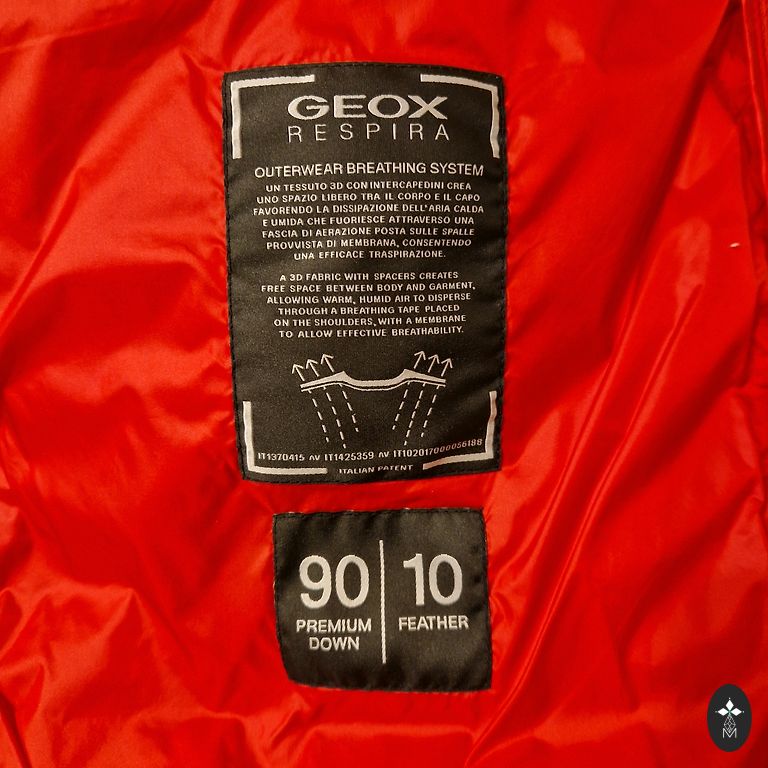 GEOX
RESPIRA
OUTERWEAR BREATHING SYSTEM
UN TESSUTO 3D CON INTERCAPEDINI CREA
UNO SPAZIO LIBERO TRA IL CORPO E IL CAPO
FAVORENDO LA DISSIPAZIONE DELL'ARIA CALDA
E UMIDA CHE FUORIESCE ATTRAVERSO UNA
FASCIA DI AERAZIONE POSTA SULLE SPALLE
PROVVISTA DI MEMBRANA, CONSENTENDO
UNA EFFICACE TRASPIRAZIONE.
A 3D FABRIC WITH SPACERS CREATES
FREE SPACE BETWEEN BODY AND GARMENT,
ALLOWING WARM, HUMID AIR TO DISPERSE
THROUGH A BREATHING TAPE PLACED
ON THE SHOULDERS, WITH A MEMBRANE
TO ALLOW EFFECTIVE BREATHABILITY.
IT1370415 AV IT1425359 AV IT102017000056188
ITALIAN PATENT
90 | 10
PREMIUM FEATHER
DOWN
M